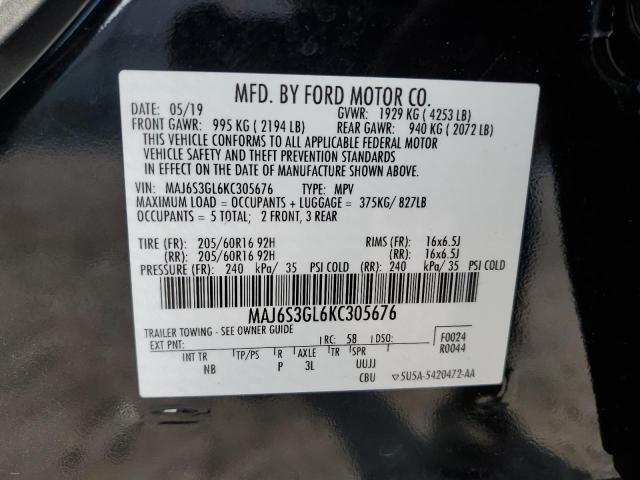 MFD. BY FORD MOTOR CO.
DATE: 05/19 GVWR: 1929 KG ( 4253 LB)
FRONT GAWR: 995 KG ( 2194 LB) REAR GAWR: 940 KG ( 2072 LB)
THIS VEHICLE CONFORMS TO ALL APPLICABLE FEDERAL MOTOR
VEHICLE SAFETY AND THEFT PREVENTION STANDARDS
IN EFFECT ON THE DATE OF MANUFACTURE SHOWN ABOVE.
VIN: MAJ6S3GL6KC305676 TYPE: MPV
MAXIMUM LOAD = OCCUPANTS + LUGGAGE = 375KG/ 827LB
OCCUPANTS = 5 TOTAL; 2 FRONT, 3 REAR
TIRE (FR): 205/60R16 92H RIMS (FR): 16x6.5J
(RR): 205/60R16 92H (RR): 16x6.5J
PRESSURE (FR): 240 kPa/ 35 PSI COLD (RR): 240 kPa/ 35 PSI COLD
MAJ6S3GL6KC305676
TRAILER TOWING - SEE OWNER GUIDE
EXT PNT: RC: 58 DSO: F0024
R0044
INT TR TP/PS R AXLE TR SPR
NB P 3L UUJJ
CBU ▽5U5A-5420472-AA